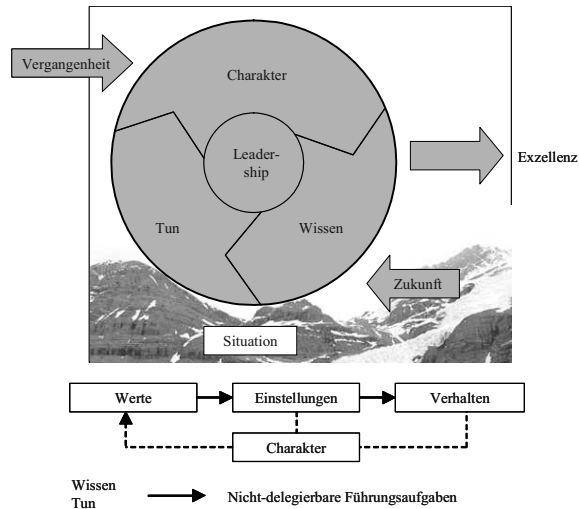 Vergangenheit
Charakter
Leader-
ship
Exzellenz
Tun
Wissen
Zukunft
Situation
Werte
Einstellungen
Verhalten
Charakter
Wissen
Tun
Nicht-delegierbare Führungsaufgaben